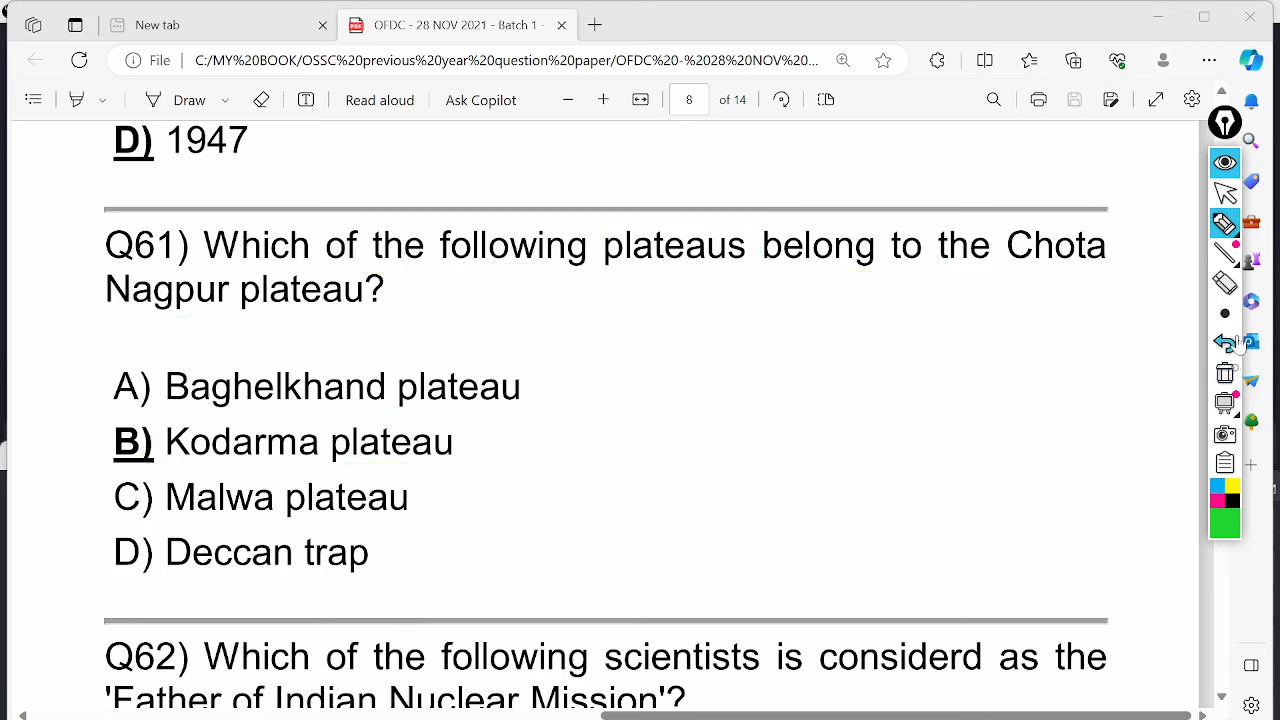 New tab
OFDC - 28 NOV 2021 - Batch 1 -
File
C:/MY%20BOOK/OSSC%20previous%20year%20question%20paper/OFDC%20-%2028%20NOV%20...
Draw
Read aloud
Ask Copilot
8
of 14
D) 1947
Q61) Which of the following plateaus belong to the Chota
Nagpur plateau?
A) Baghelkhand plateau
B) Kodarma plateau
C) Malwa plateau
D) Deccan trap
Q62) Which of the following scientists is considerd as the
'Father of Indian Nuclear Mission'?